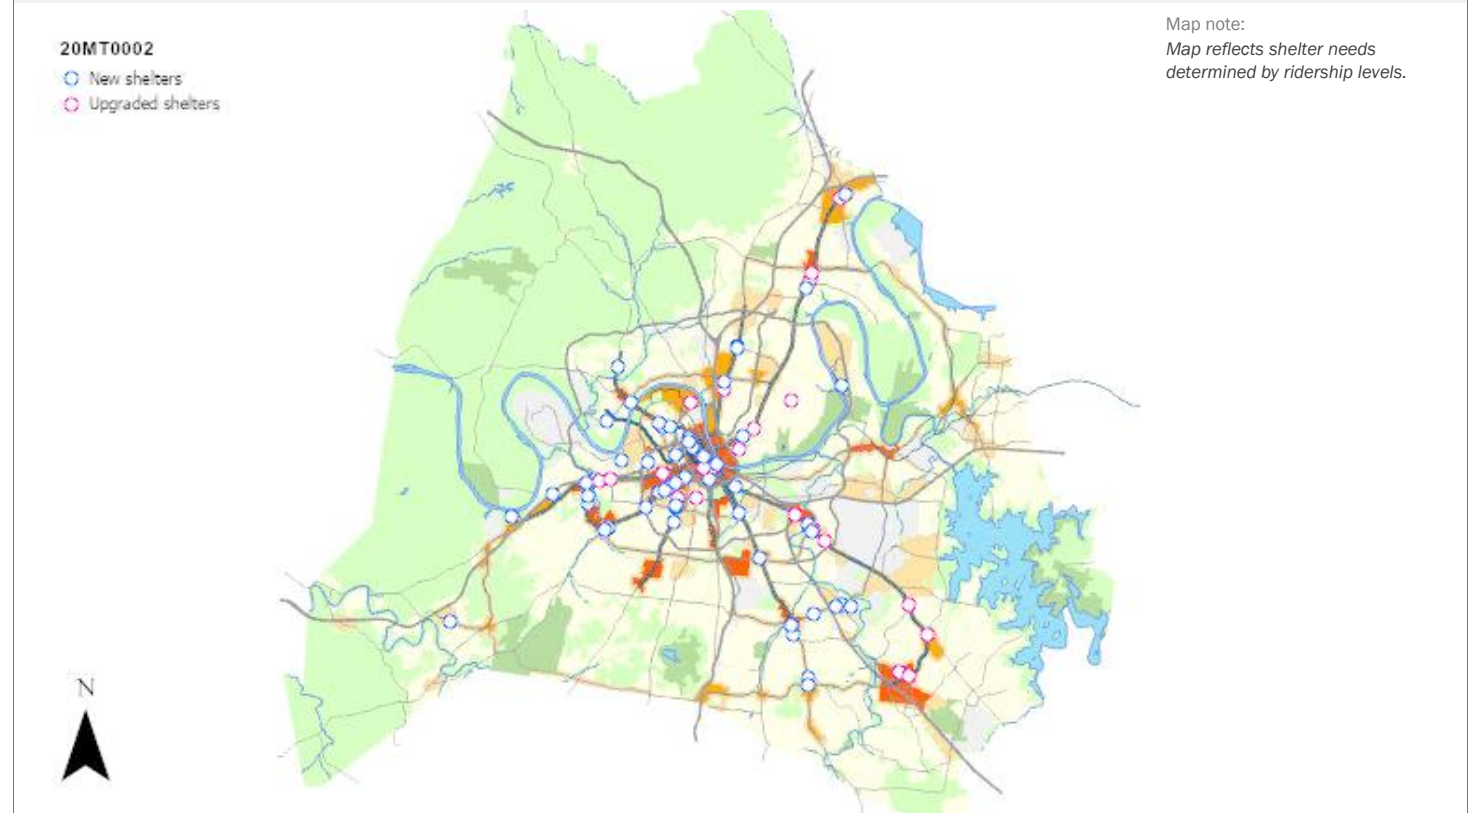 20MT0002
New shelters
Upgraded shelters
Map note:
Map reflects shelter needs
determined by ridership levels.
N